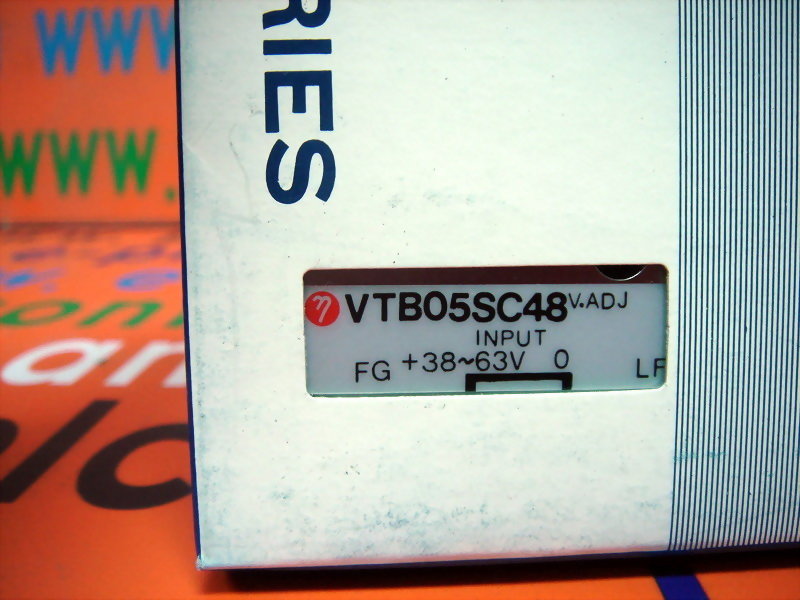 WWW
WWW.
RIES
η VTB05SC48 V.ADJ
INPUT
FG +38~63V 0 LF